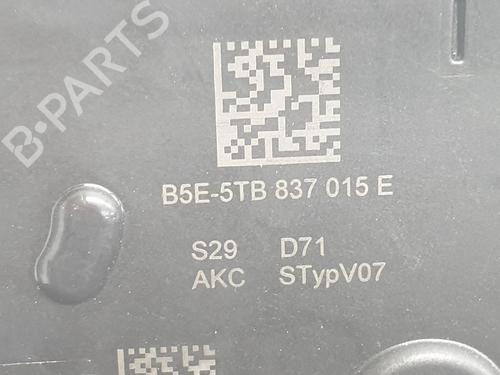 B-PARTS
B5E-5TB 837 015 E
S29 D71
AKC STypV07